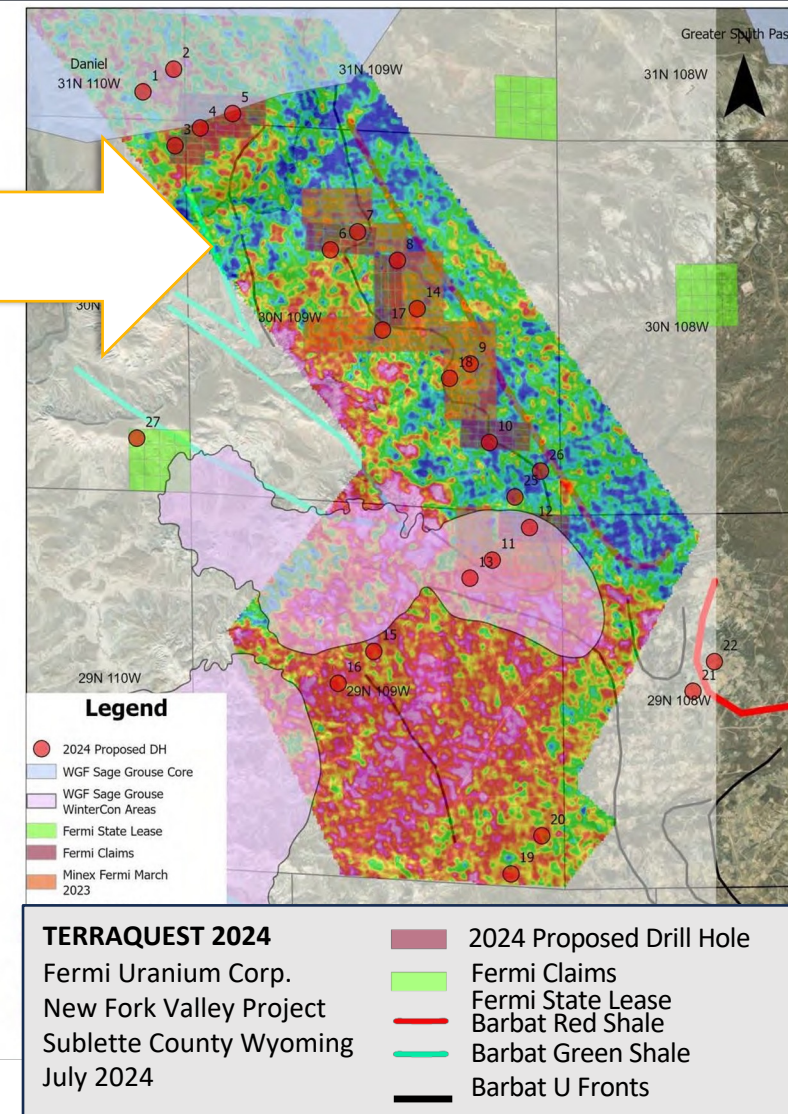 Greater South Pas
N
Daniel
31N 110W
31N 109W
31N 108W
2
1
5
4
3
7
6
8
14
30N
30N 109W
17
30N 108W
9
18
10
27
26
25
12
11
13
15
22
16
29N 110W
29N 109W
21
29N 108W
20
19
Legend
2024 Proposed DH
WGF Sage Grouse Core
WGF Sage Grouse
WinterCon Areas
Fermi State Lease
Fermi Claims
Minex Fermi March
2023
TERRAQUEST 2024
Fermi Uranium Corp.
New Fork Valley Project
Sublette County Wyoming
July 2024
2024 Proposed Drill Hole
Fermi Claims
Fermi State Lease
Barbat Red Shale
Barbat Green Shale
Barbat U Fronts